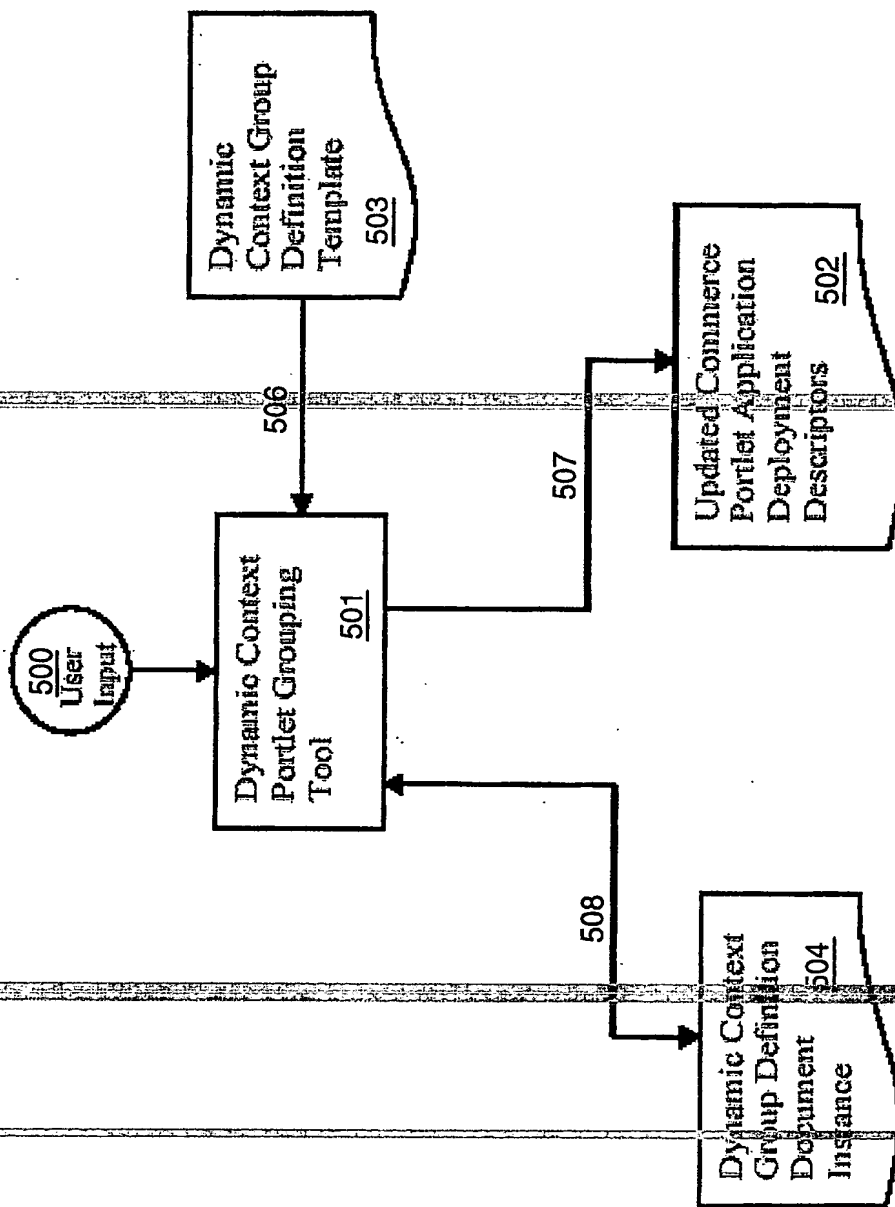 500
User
Input
Dynamic Context
Portlet Grouping
Tool
501
506
Dynamic
Context Group
Definition
Template
503
508
507
Dynamic Context
Group Definition
Document
Instance
504
Updated Commerce
Portlet Application
Deployment
Descriptors
502